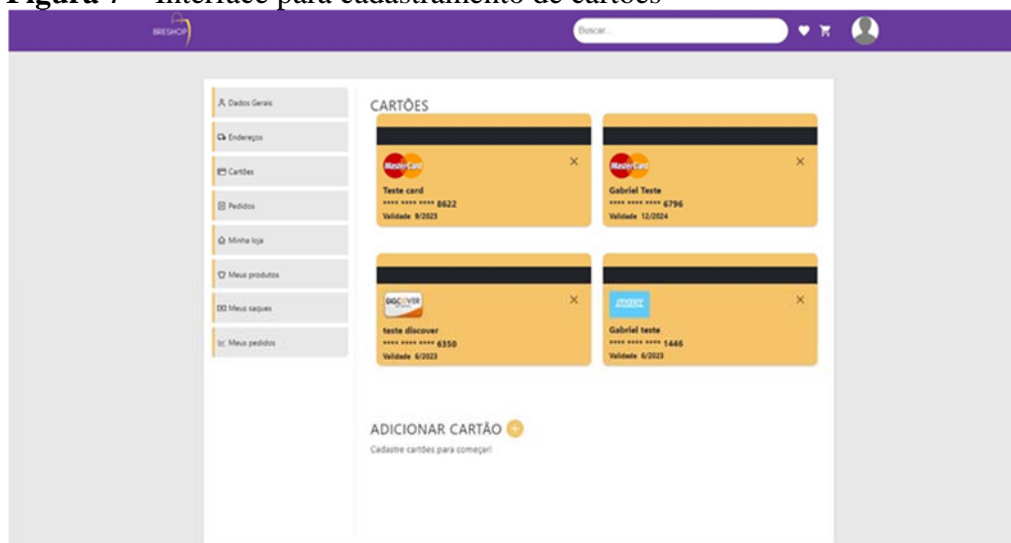 Figura 7 – Interface para cadastramento de cartões
BRESHOP
Buscar...
Dados Gerais
Endereços
Cartões
Pedidos
Minha loja
Meus produtos
Meus saques
Meus pedidos
CARTÕES
MasterCard
Teste card
**** **** **** 8622
Validade 9/2023
MasterCard
Gabriel Teste
**** **** **** 6796
Validade 12/2024
DISCOVER
teste discover
**** **** **** 6350
Validade 6/2023
Gabriel teste
**** **** **** 1446
Validade 6/2023
ADICIONAR CARTÃO
Cadastre cartões para começar!